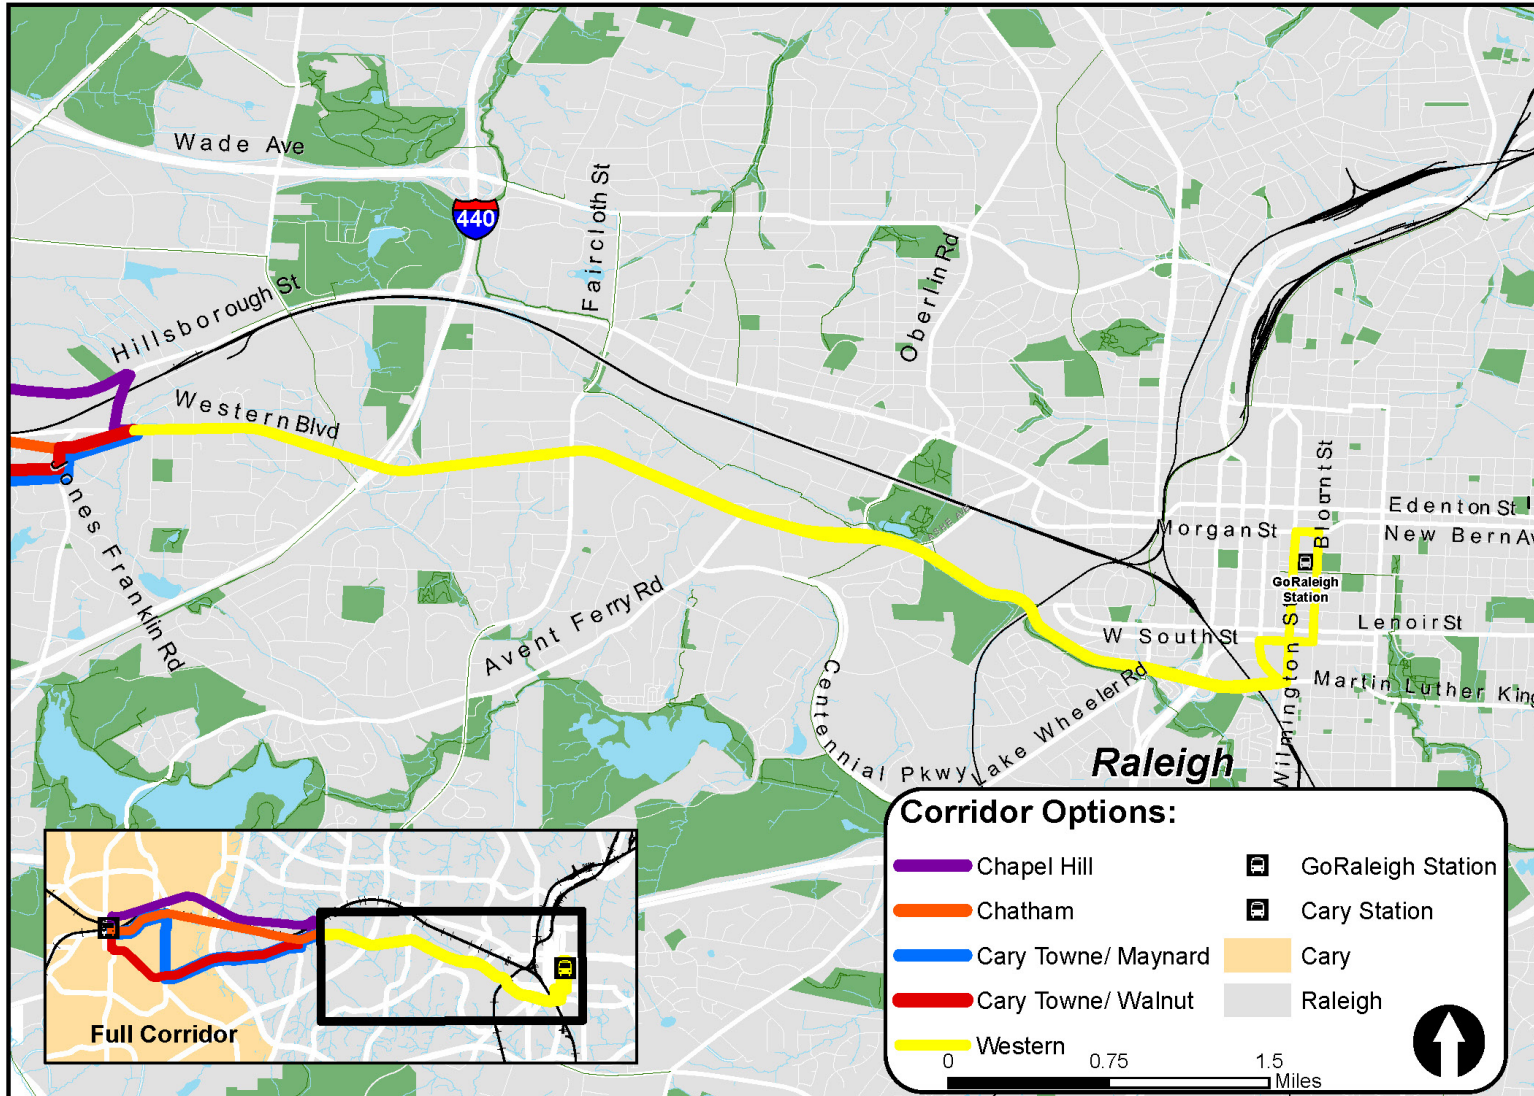 Wade Ave
440
Faircloth St
Oberlin Rd
Hillsborough St
Western Blvd
Jones Franklin Rd
Avent Ferry Rd
Centennial Pkwy
Lake Wheeler Rd
W South St
Morgan St
Blount St
Edenton St
New Bern Av
GoRaleigh
Station
Lenoir St
Wilmington St
Martin Luther King
Raleigh
Corridor Options:
Chapel Hill
Chatham
Cary Towne/ Maynard
Cary Towne/ Walnut
Western
GoRaleigh Station
Cary Station
Cary
Raleigh
0 0.75 1.5
Miles
Full Corridor